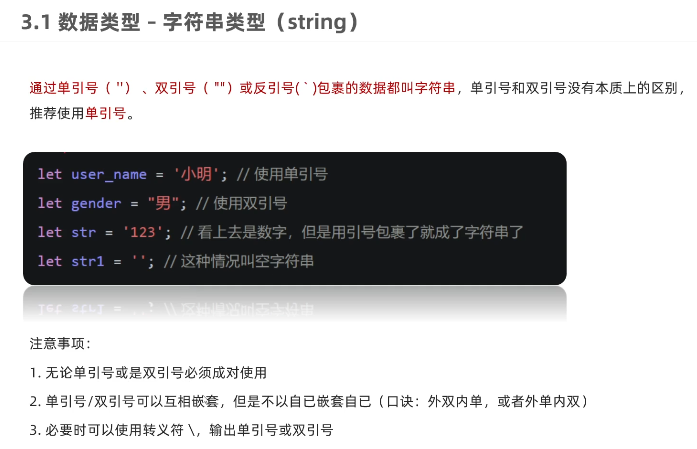 3.1 数据类型 – 字符串类型（string）
通过单引号（ ''） 、双引号（ ""）或反引号( ` )包裹的数据都叫字符串，单引号和双引号没有本质上的区别，
推荐使用单引号。
let user_name = '小明'; // 使用单引号
let gender = "男"; // 使用双引号
let str = '123'; // 看上去是数字，但是用引号包裹了就成了字符串了
let str1 = ''; // 这种情况叫空字符串
注意事项：
1. 无论单引号或是双引号必须成对使用
2. 单引号/双引号可以互相嵌套，但是不以自已嵌套自已（口诀：外双内单，或者外单内双）
3. 必要时可以使用转义符 \，输出单引号或双引号